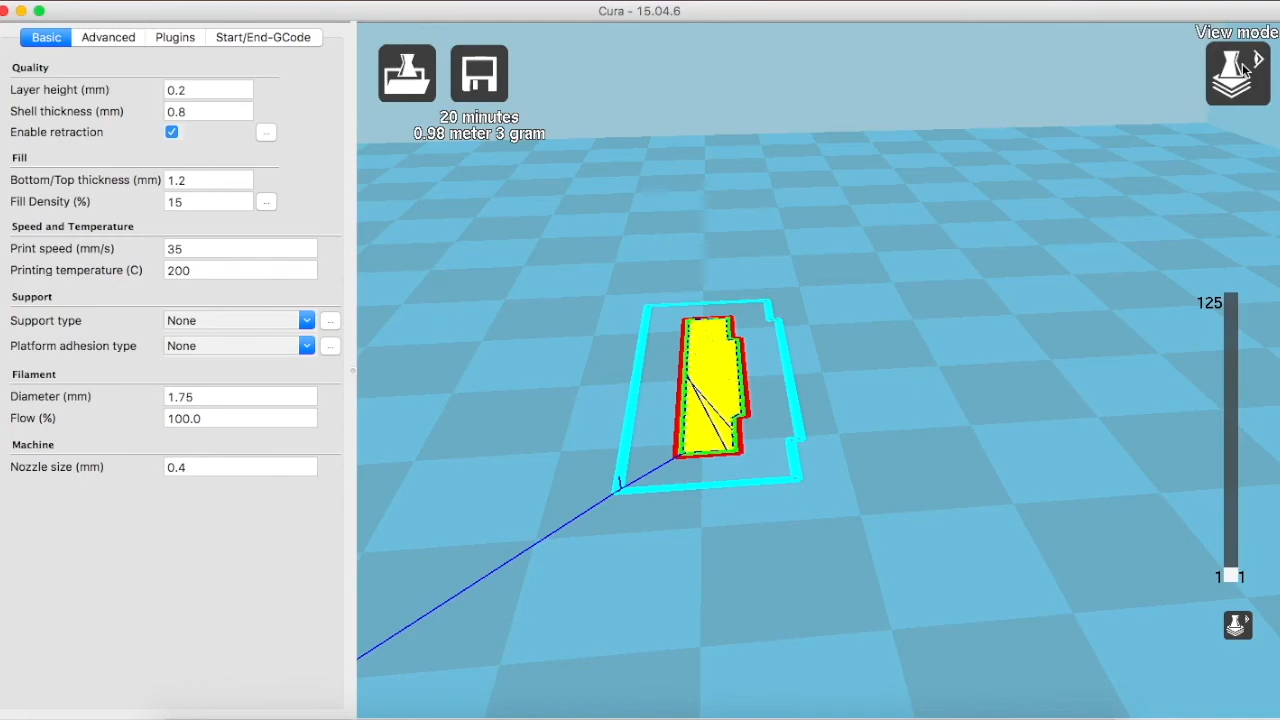 Cura - 15.04.6
Basic Advanced Plugins Start/End-GCode
Quality
Layer height (mm) 0.2
Shell thickness (mm) 0.8
Enable retraction ...
Fill
Bottom/Top thickness (mm) 1.2
Fill Density (%) 15 ...
Speed and Temperature
Print speed (mm/s) 35
Printing temperature (C) 200
Support
Support type None ...
Platform adhesion type None ...
Filament
Diameter (mm) 1.75
Flow (%) 100.0
Machine
Nozzle size (mm) 0.4
20 minutes
0.98 meter 3 gram
View mode
125
1 1